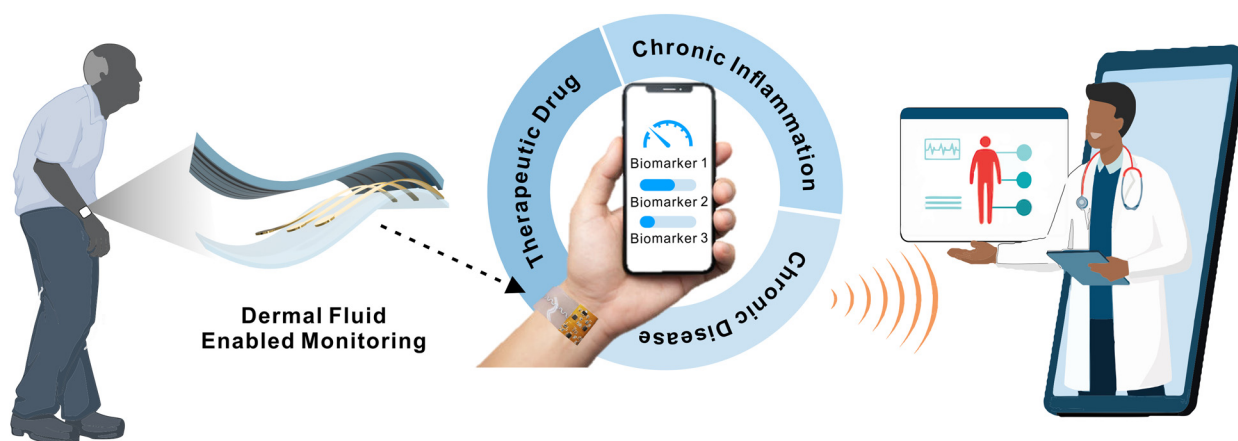 Dermal Fluid
Enabled Monitoring
Therapeutic Drug
Chronic Inflammation
Chronic Disease
Biomarker 1
Biomarker 2
Biomarker 3